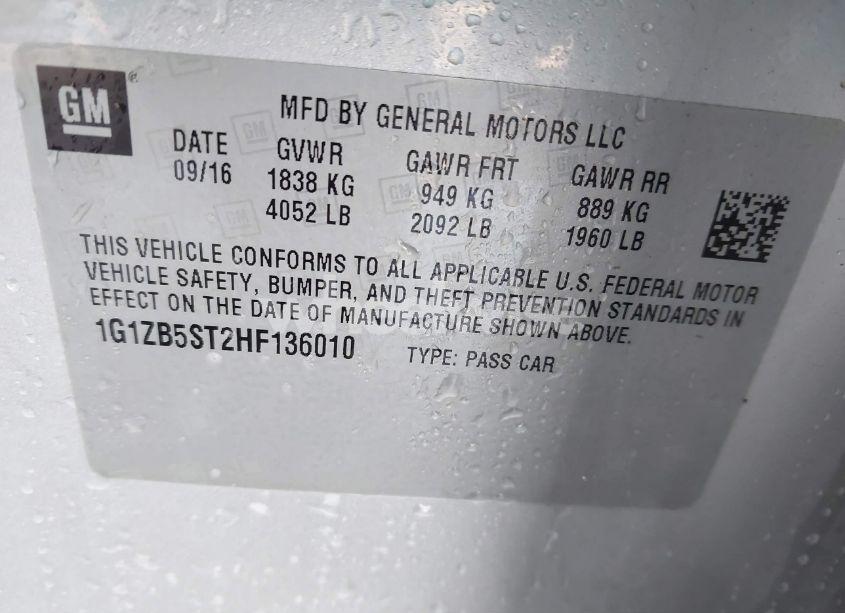 GM®
MFD BY GENERAL MOTORS LLC
DATE GVWR GAWR FRT GAWR RR
09/16 1838 KG 949 KG 889 KG
4052 LB 2092 LB 1960 LB
THIS VEHICLE CONFORMS TO ALL APPLICABLE U.S. FEDERAL MOTOR
VEHICLE SAFETY, BUMPER, AND THEFT PREVENTION STANDARDS IN
EFFECT ON THE DATE OF MANUFACTURE SHOWN ABOVE.
1G1ZB5ST2HF136010 TYPE: PASS CAR